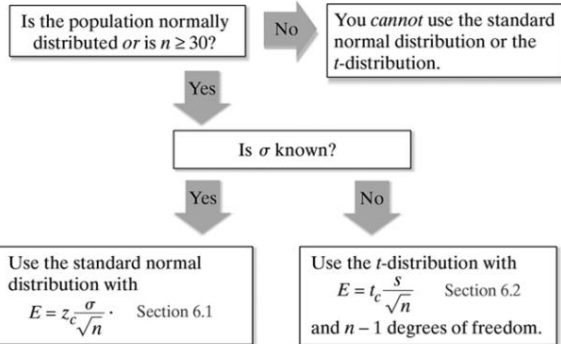 Is the population normally
distributed or is n ≥ 30?
No
You cannot use the standard
normal distribution or the
t-distribution.
Yes
Is σ known?
Yes
No
Use the standard normal
distribution with
E = z_c σ/√n . Section 6.1
Use the t-distribution with
E = t_c s/√n Section 6.2
and n – 1 degrees of freedom.